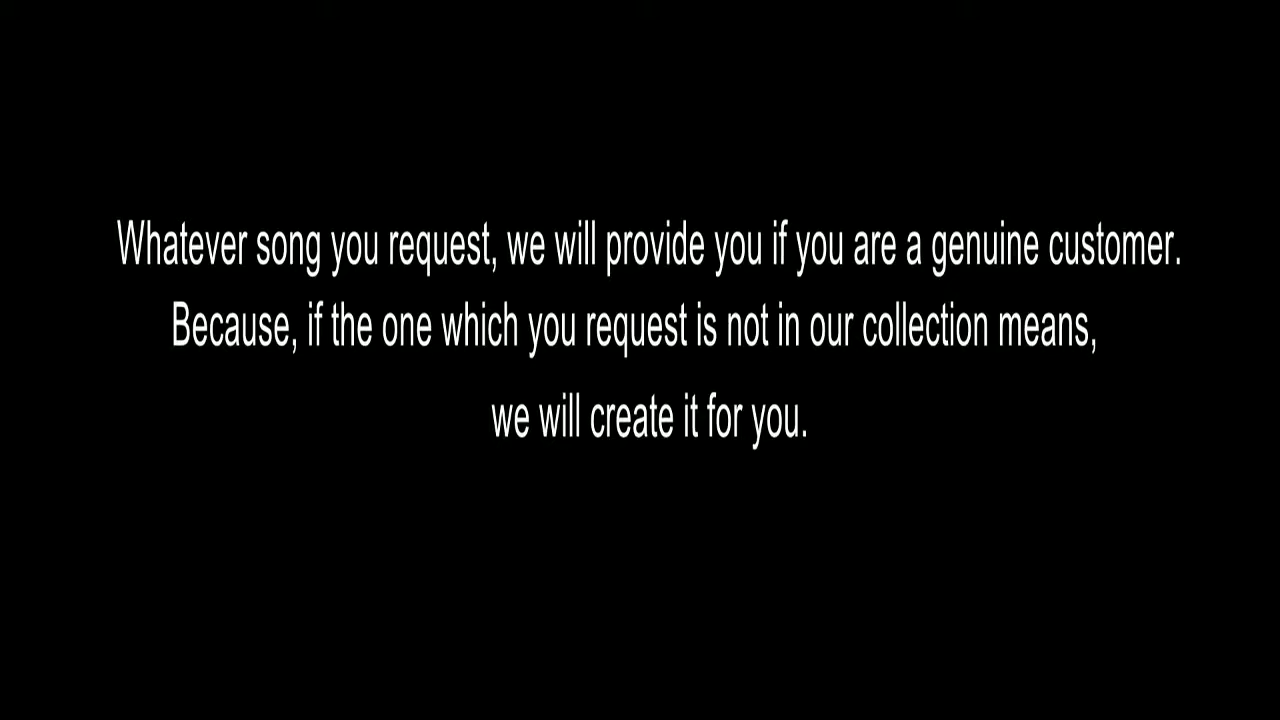 Whatever song you request, we will provide you if you are a genuine customer.
Because, if the one which you request is not in our collection means,
we will create it for you.